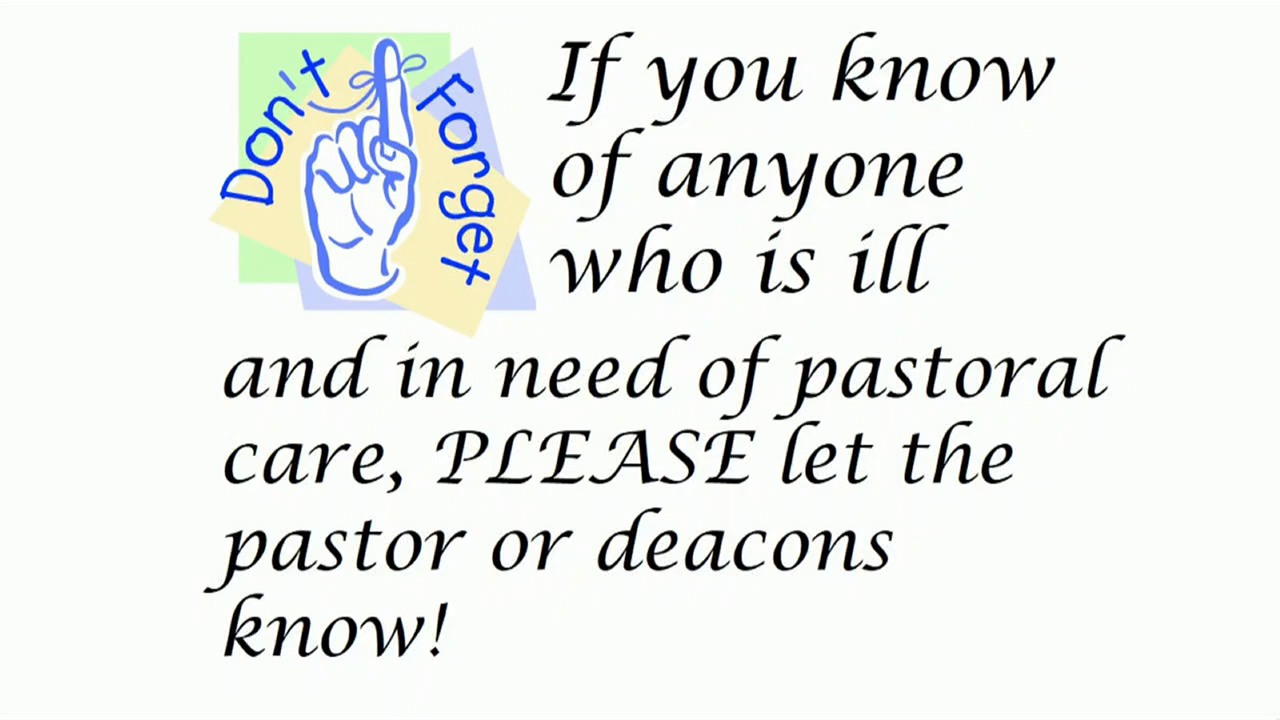 Don't Forget
If you know
of anyone
who is ill
and in need of pastoral
care, PLEASE let the
pastor or deacons
know!